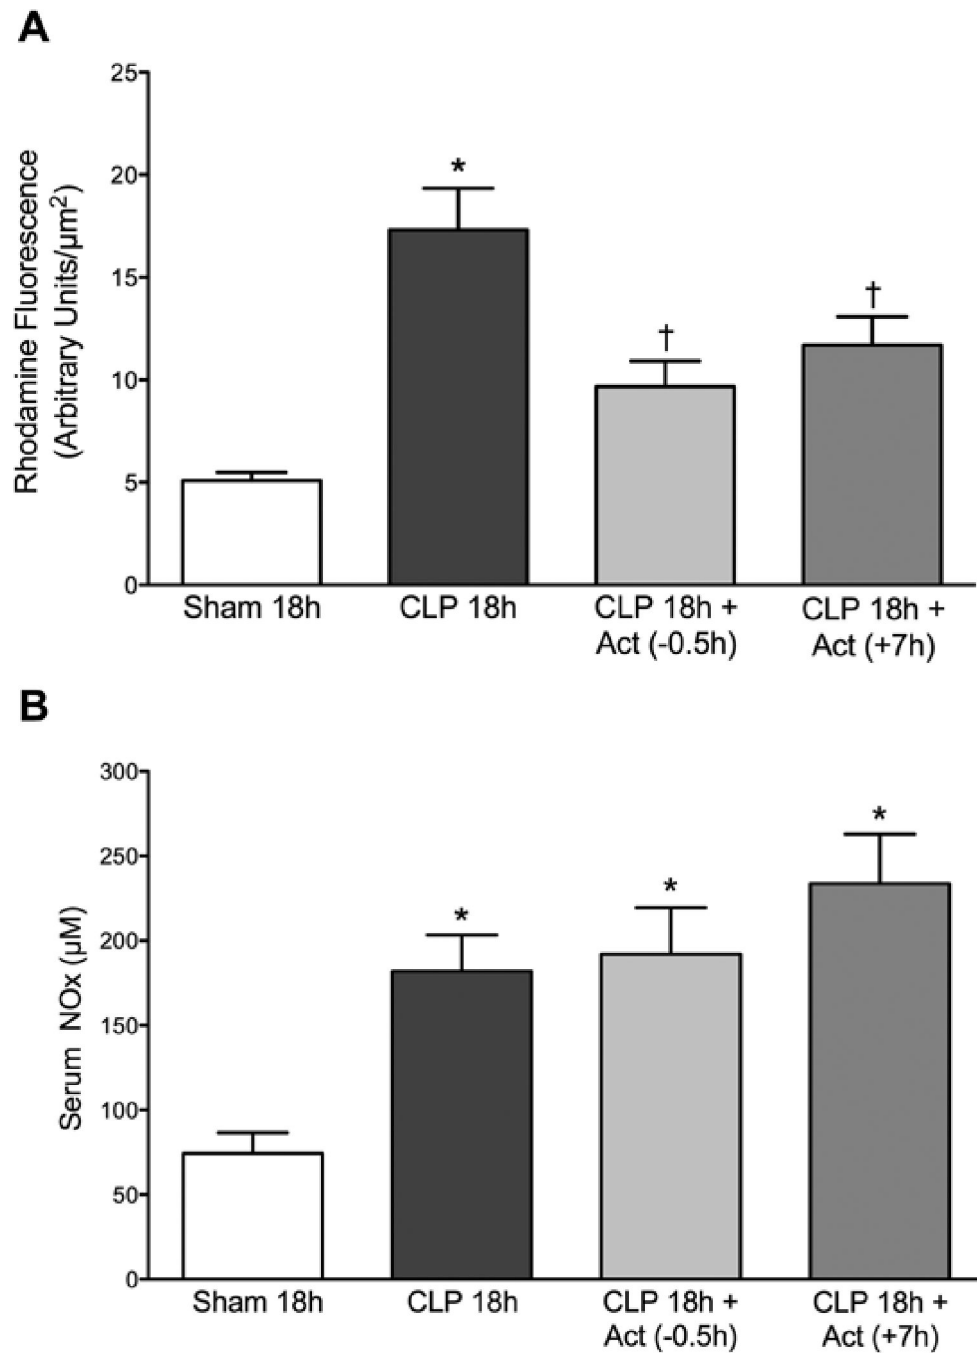 A
Rhodamine Fluorescence
(Arbitrary Units/µm²)
25
20
15
10
5
0
*
†
†
Sham 18h
CLP 18h
CLP 18h +
Act (-0.5h)
CLP 18h +
Act (+7h)
B
Serum NOx (µM)
300
250
200
150
100
50
0
*
*
*
Sham 18h
CLP 18h
CLP 18h +
Act (-0.5h)
CLP 18h +
Act (+7h)